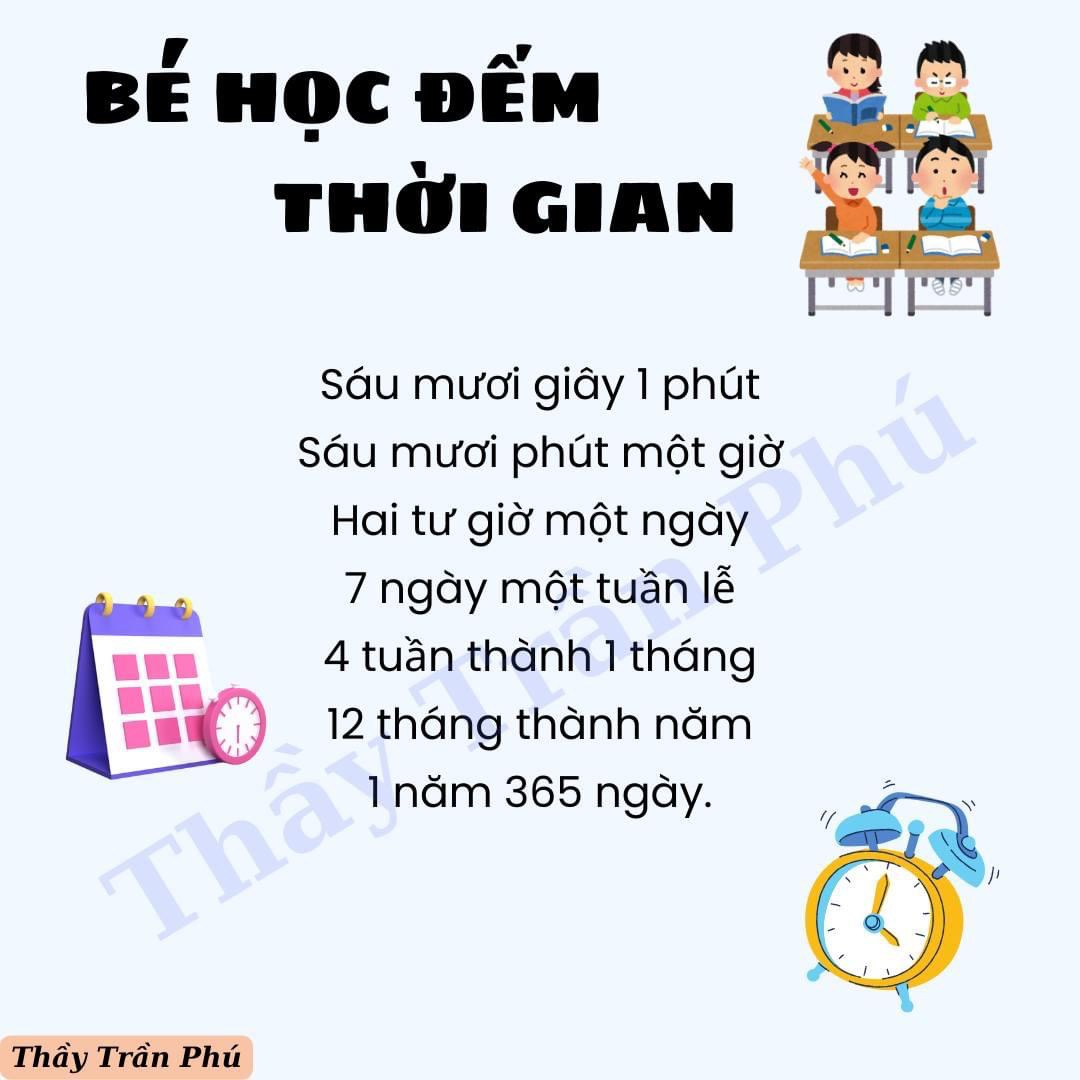 BÉ HỌC ĐẾM
THỜI GIAN
Sáu mươi giây 1 phút
Sáu mươi phút một giờ
Hai tư giờ một ngày
7 ngày một tuần lễ
4 tuần thành 1 tháng
12 tháng thành năm
1 năm 365 ngày.
Thầy Trần Phú
Thầy Trần Phú